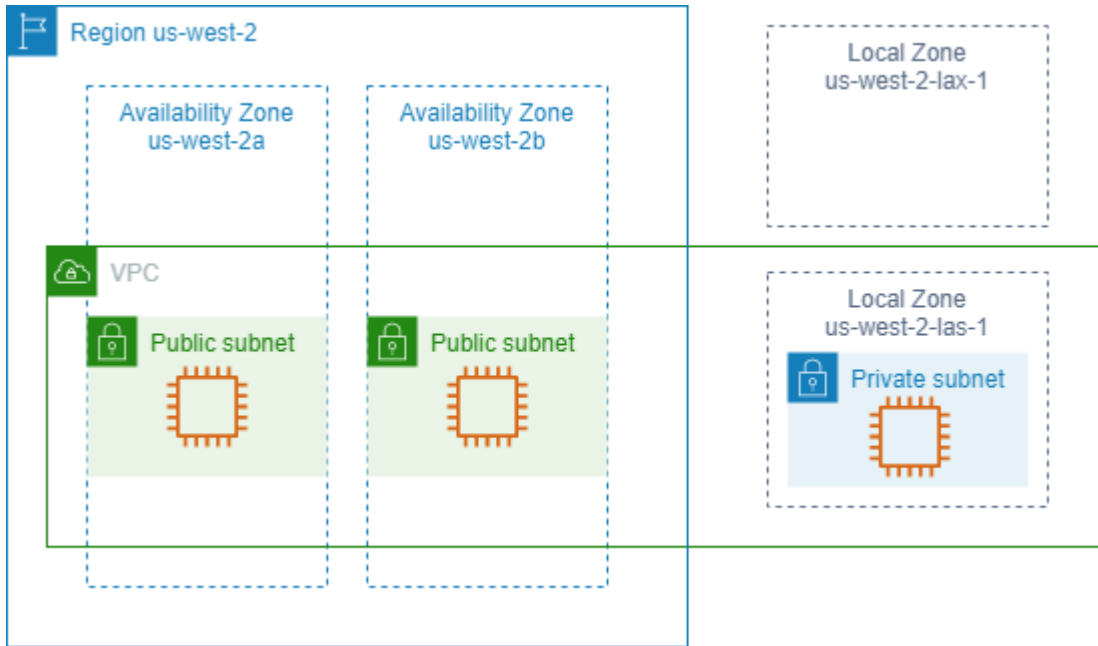 Region us-west-2
Availability Zone
us-west-2a
Availability Zone
us-west-2b
Local Zone
us-west-2-lax-1
VPC
Public subnet
Public subnet
Local Zone
us-west-2-las-1
Private subnet